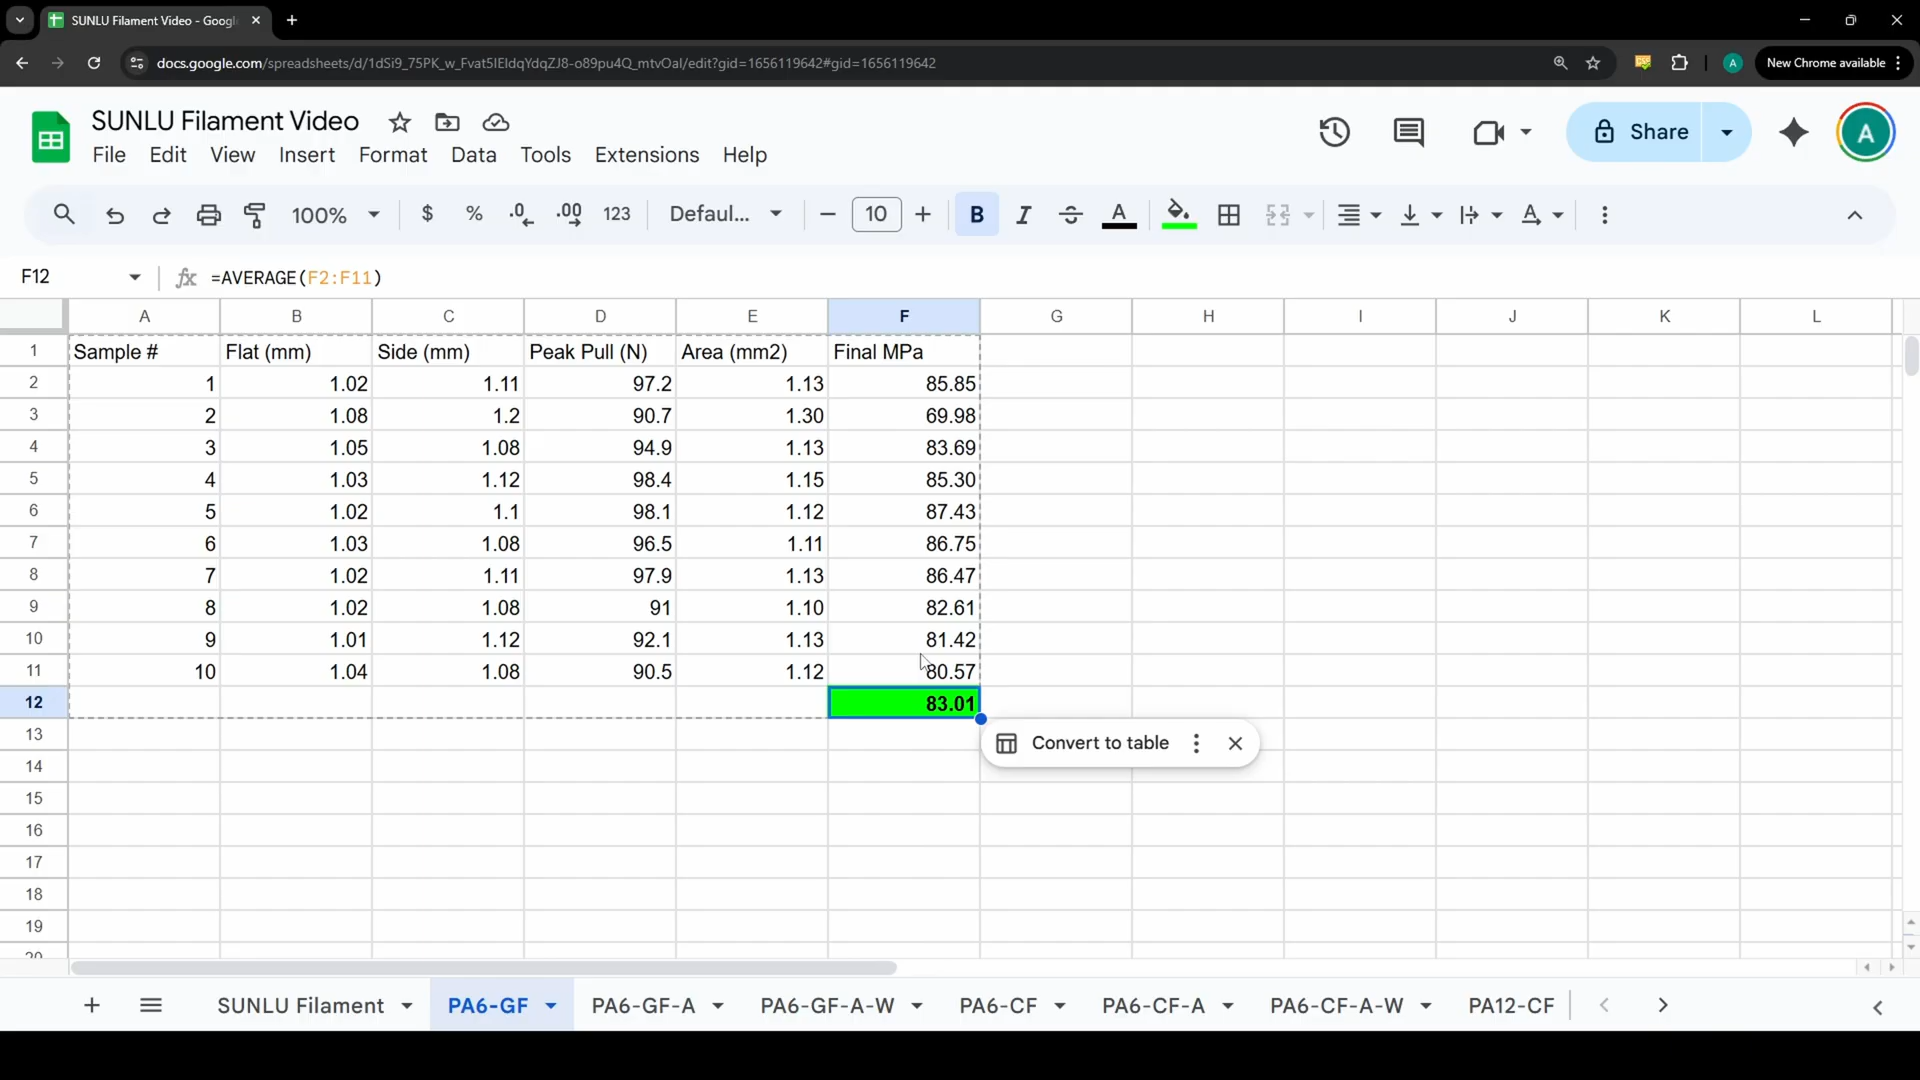 SUNLU Filament Video - Googl
docs.google.com/spreadsheets/d/1dSi9_75PK_w_Fvat5IEIdqYdqZJ8-o89pu4Q_mtvOaI/edit?gid=1656119642#gid=1656119642
A
New Chrome available
SUNLU Filament Video
File Edit View Insert Format Data Tools Extensions Help
Share
A
100% $ % .0 .00 123 Defaul... 10 B I A
F12 fx =AVERAGE(F2:F11)
A B C D E F G H I J K L
1 Sample # Flat (mm) Side (mm) Peak Pull (N) Area (mm2) Final MPa
2 1 1.02 1.11 97.2 1.13 85.85
3 2 1.08 1.2 90.7 1.30 69.98
4 3 1.05 1.08 94.9 1.13 83.69
5 4 1.03 1.12 98.4 1.15 85.30
6 5 1.02 1.1 98.1 1.12 87.43
7 6 1.03 1.08 96.5 1.11 86.75
8 7 1.02 1.11 97.9 1.13 86.47
9 8 1.02 1.08 91 1.10 82.61
10 9 1.01 1.12 92.1 1.13 81.42
11 10 1.04 1.08 90.5 1.12 80.57
12 83.01
13
Convert to table
14
15
16
17
18
19
20
SUNLU Filament PA6-GF PA6-GF-A PA6-GF-A-W PA6-CF PA6-CF-A PA6-CF-A-W PA12-CF